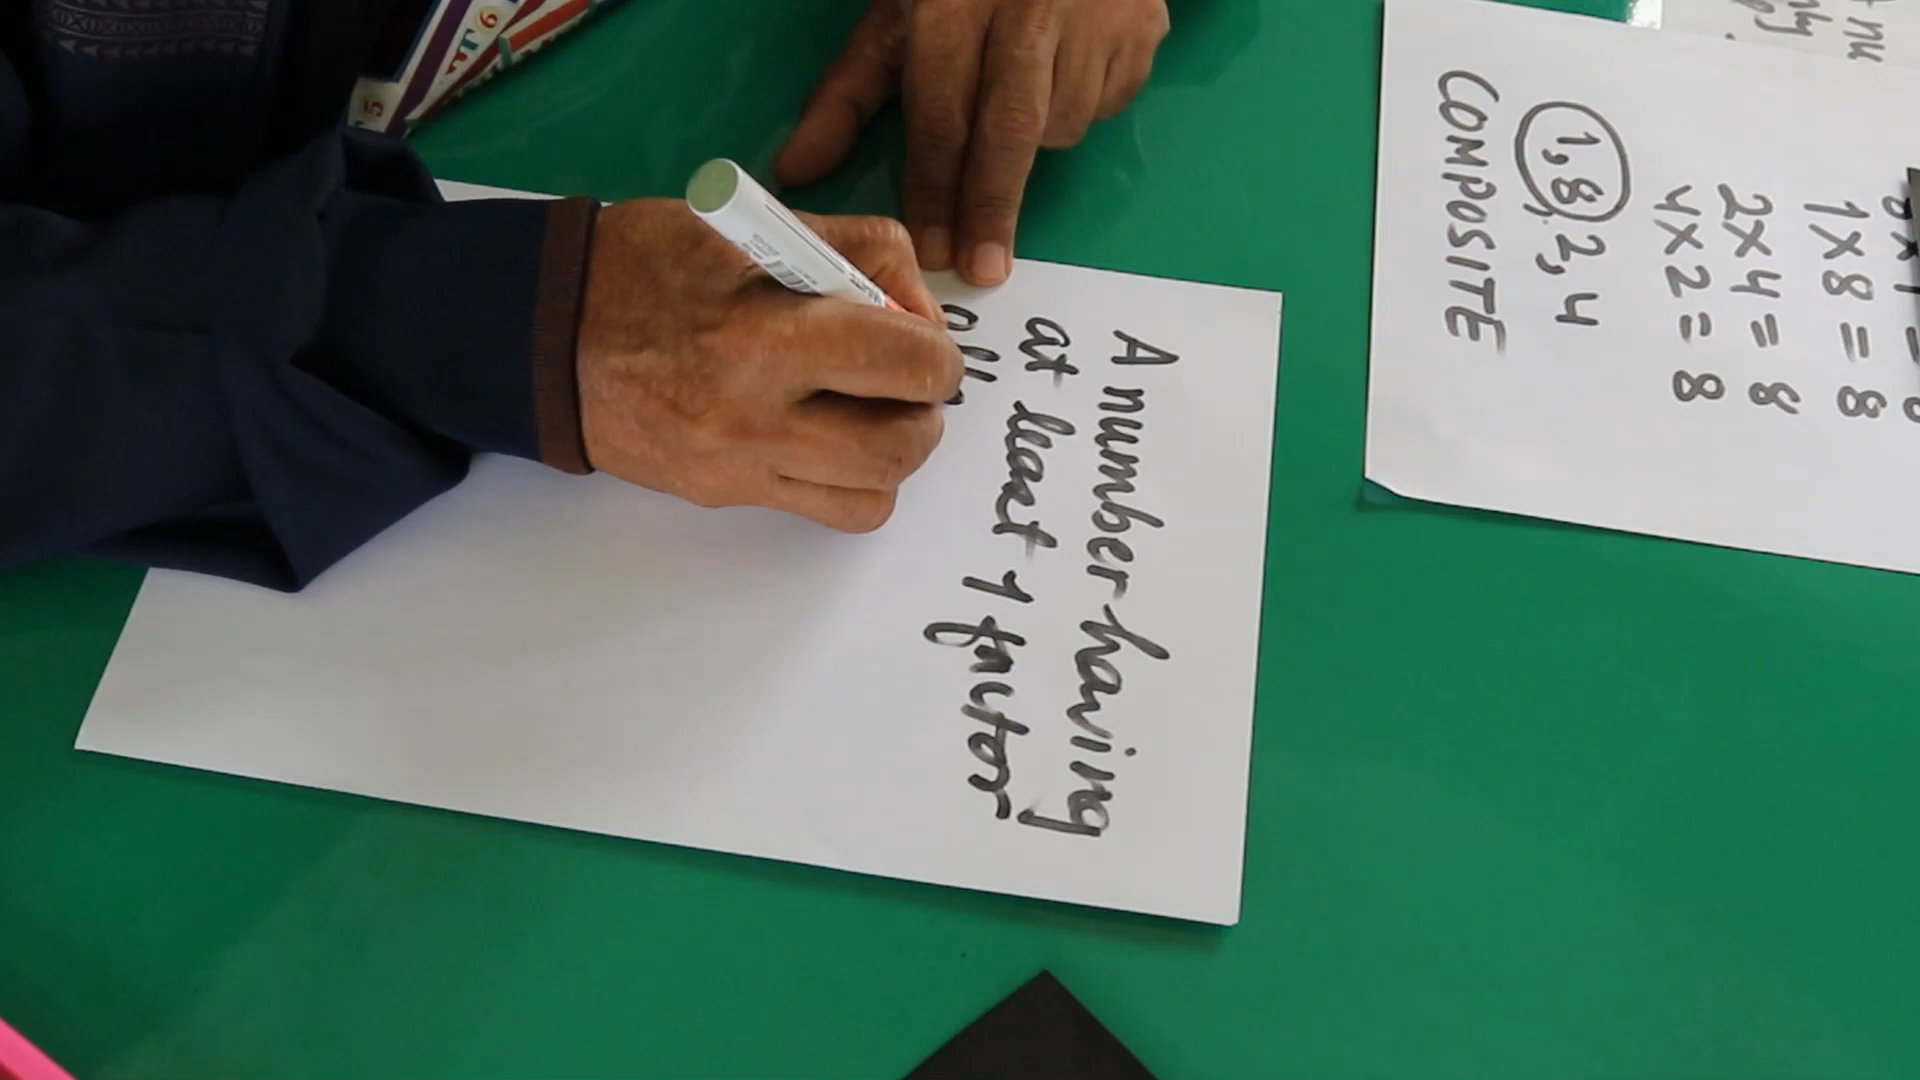 A number having
at least 1 factor
8
1 X 8 = 8
2 X 4 = 8
4 X 2 = 8
1, 8, 2, 4
COMPOSITE